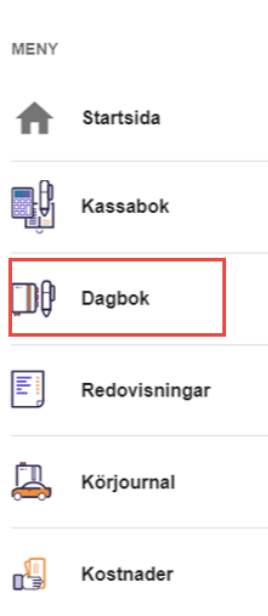 MENY
Startsida
Kassabok
Dagbok
Redovisningar
Körjournal
Kostnader